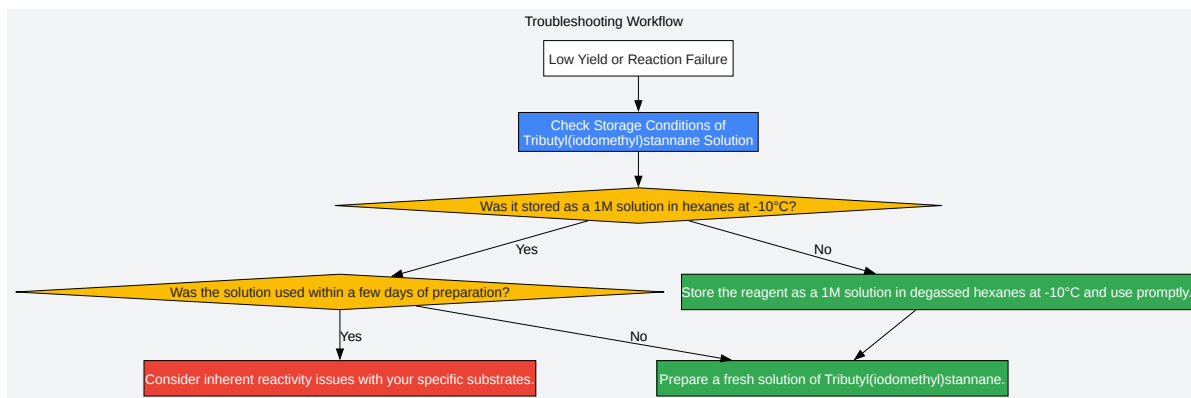 Troubleshooting Workflow
Low Yield or Reaction Failure
Check Storage Conditions of
Tributyl(iodomethyl)stannane Solution
Was it stored as a 1M solution in hexanes at -10°C?
Yes
No
Was the solution used within a few days of preparation?
Store the reagent as a 1M solution in degassed hexanes at -10°C and use promptly.
Yes
No
Consider inherent reactivity issues with your specific substrates.
Prepare a fresh solution of Tributyl(iodomethyl)stannane.